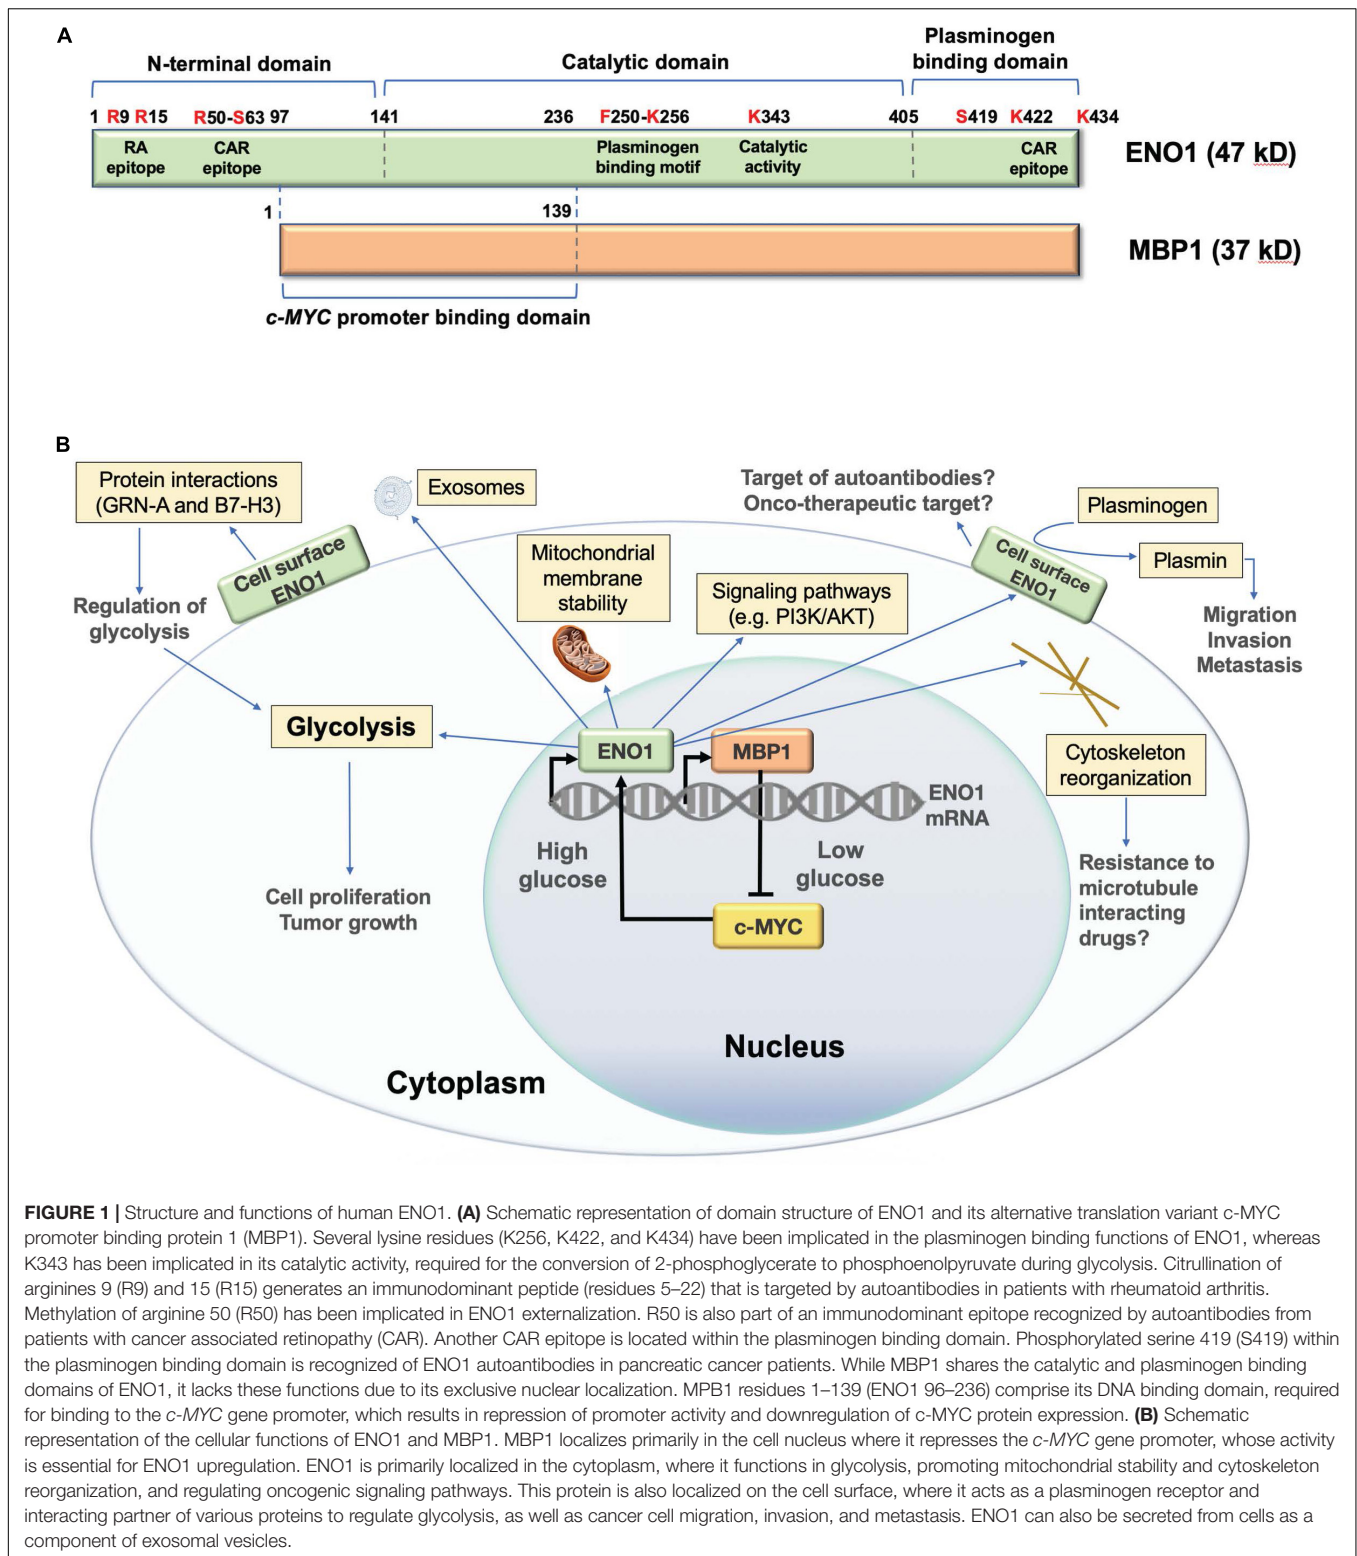 A
N-terminal domain
Catalytic domain
Plasminogen
binding domain
1 R9 R15 R50-S63 97 141 236 F250-K256 K343 405 S419 K422 K434
RA
epitope
CAR
epitope
Plasminogen
binding motif
Catalytic
activity
CAR
epitope
ENO1 (47 kD)
1
139
MBP1 (37 kD)
c-MYC promoter binding domain
B
Protein interactions
(GRN-A and B7-H3)
Exosomes
Target of autoantibodies?
Onco-therapeutic target?
Plasminogen
Plasmin
Cell surface
ENO1
Mitochondrial
membrane
stability
Signaling pathways
(e.g. PI3K/AKT)
Cell surface
ENO1
Regulation of
glycolysis
Migration
Invasion
Metastasis
Glycolysis
ENO1
MBP1
Cytoskeleton
reorganization
ENO1
mRNA
High
glucose
Low
glucose
Resistance to
microtubule
interacting
drugs?
Cell proliferation
Tumor growth
c-MYC
Nucleus
Cytoplasm
FIGURE 1 | Structure and functions of human ENO1. (A) Schematic representation of domain structure of ENO1 and its alternative translation variant c-MYC
promoter binding protein 1 (MBP1). Several lysine residues (K256, K422, and K434) have been implicated in the plasminogen binding functions of ENO1, whereas
K343 has been implicated in its catalytic activity, required for the conversion of 2-phosphoglycerate to phosphoenolpyruvate during glycolysis. Citrullination of
arginines 9 (R9) and 15 (R15) generates an immunodominant peptide (residues 5–22) that is targeted by autoantibodies in patients with rheumatoid arthritis.
Methylation of arginine 50 (R50) has been implicated in ENO1 externalization. R50 is also part of an immunodominant epitope recognized by autoantibodies from
patients with cancer associated retinopathy (CAR). Another CAR epitope is located within the plasminogen binding domain. Phosphorylated serine 419 (S419) within
the plasminogen binding domain is recognized of ENO1 autoantibodies in pancreatic cancer patients. While MBP1 shares the catalytic and plasminogen binding
domains of ENO1, it lacks these functions due to its exclusive nuclear localization. MPB1 residues 1–139 (ENO1 96–236) comprise its DNA binding domain, required
for binding to the c-MYC gene promoter, which results in repression of promoter activity and downregulation of c-MYC protein expression. (B) Schematic
representation of the cellular functions of ENO1 and MBP1. MBP1 localizes primarily in the cell nucleus where it represses the c-MYC gene promoter, whose activity
is essential for ENO1 upregulation. ENO1 is primarily localized in the cytoplasm, where it functions in glycolysis, promoting mitochondrial stability and cytoskeleton
reorganization, and regulating oncogenic signaling pathways. This protein is also localized on the cell surface, where it acts as a plasminogen receptor and
interacting partner of various proteins to regulate glycolysis, as well as cancer cell migration, invasion, and metastasis. ENO1 can also be secreted from cells as a
component of exosomal vesicles.